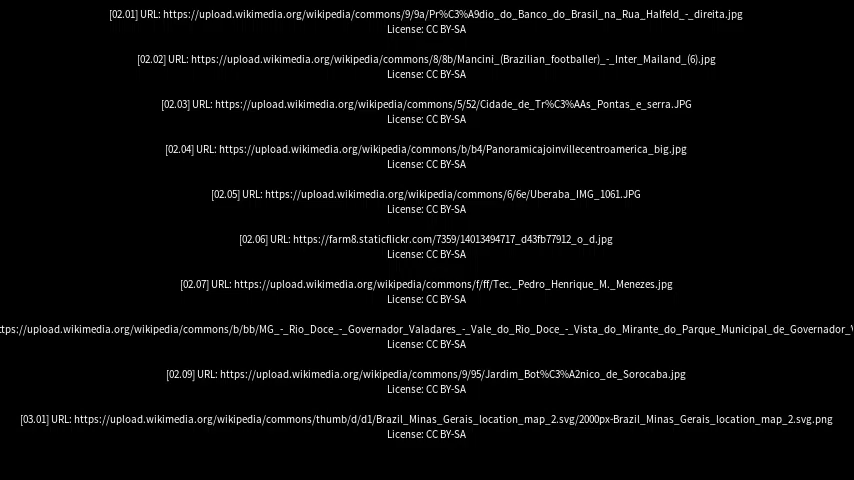 [02.01] URL: https://upload.wikimedia.org/wikipedia/commons/9/9a/Pr%C3%A9dio_do_Banco_do_Brasil_na_Rua_Halfeld_-_direita.jpg
License: CC BY-SA
[02.02] URL: https://upload.wikimedia.org/wikipedia/commons/8/8b/Mancini_(Brazilian_footballer)_-_Inter_Mailand_(6).jpg
License: CC BY-SA
[02.03] URL: https://upload.wikimedia.org/wikipedia/commons/5/52/Cidade_de_Tr%C3%AAs_Pontas_e_serra.JPG
License: CC BY-SA
[02.04] URL: https://upload.wikimedia.org/wikipedia/commons/b/b4/Panoramicajoinvillecentroamerica_big.jpg
License: CC BY-SA
[02.05] URL: https://upload.wikimedia.org/wikipedia/commons/6/6e/Uberaba_IMG_1061.JPG
License: CC BY-SA
[02.06] URL: https://farm8.staticflickr.com/7359/14013494717_d43fb77912_o_d.jpg
License: CC BY-SA
[02.07] URL: https://upload.wikimedia.org/wikipedia/commons/f/ff/Tec._Pedro_Henrique_M._Menezes.jpg
License: CC BY-SA
ttps://upload.wikimedia.org/wikipedia/commons/b/bb/MG_-_Rio_Doce_-_Governador_Valadares_-_Vale_do_Rio_Doce_-_Vista_do_Mirante_do_Parque_Municipal_de_Governador_V
License: CC BY-SA
[02.09] URL: https://upload.wikimedia.org/wikipedia/commons/9/95/Jardim_Bot%C3%A2nico_de_Sorocaba.jpg
License: CC BY-SA
[03.01] URL: https://upload.wikimedia.org/wikipedia/commons/thumb/d/d1/Brazil_Minas_Gerais_location_map_2.svg/2000px-Brazil_Minas_Gerais_location_map_2.svg.png
License: CC BY-SA